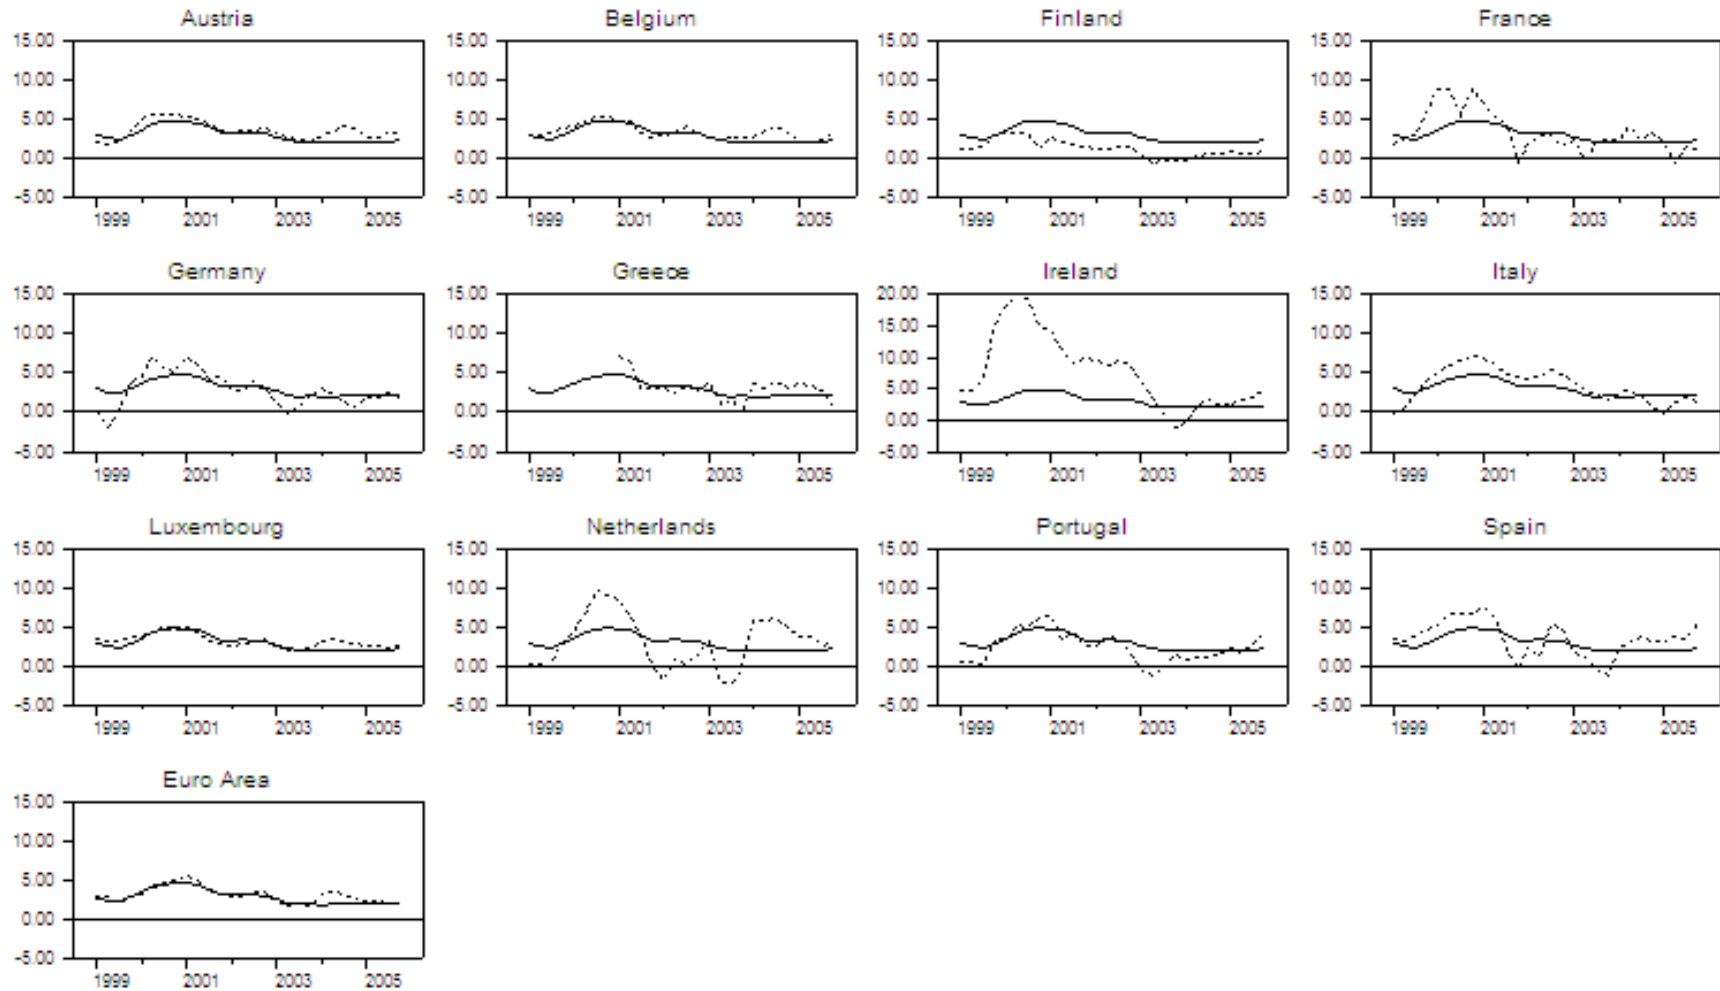 Austria Belgium Finland France
15.00 15.00 15.00 15.00
10.00 10.00 10.00 10.00
5.00 5.00 5.00 5.00
0.00 0.00 0.00 0.00
-5.00 -5.00 -5.00 -5.00
1999 2001 2003 2005 1999 2001 2003 2005 1999 2001 2003 2005 1999 2001 2003 2005
Germany Greece Ireland Italy
15.00 15.00 20.00 15.00
10.00 10.00 15.00 10.00
5.00 5.00 10.00 5.00
0.00 0.00 5.00 0.00
-5.00 -5.00 0.00 -5.00
-5.00
1999 2001 2003 2005 1999 2001 2003 2005 1999 2001 2003 2005 1999 2001 2003 2005
Luxembourg Netherlands Portugal Spain
15.00 15.00 15.00 15.00
10.00 10.00 10.00 10.00
5.00 5.00 5.00 5.00
0.00 0.00 0.00 0.00
-5.00 -5.00 -5.00 -5.00
1999 2001 2003 2005 1999 2001 2003 2005 1999 2001 2003 2005 1999 2001 2003 2005
Euro Area
15.00
10.00
5.00
0.00
-5.00
1999 2001 2003 2005